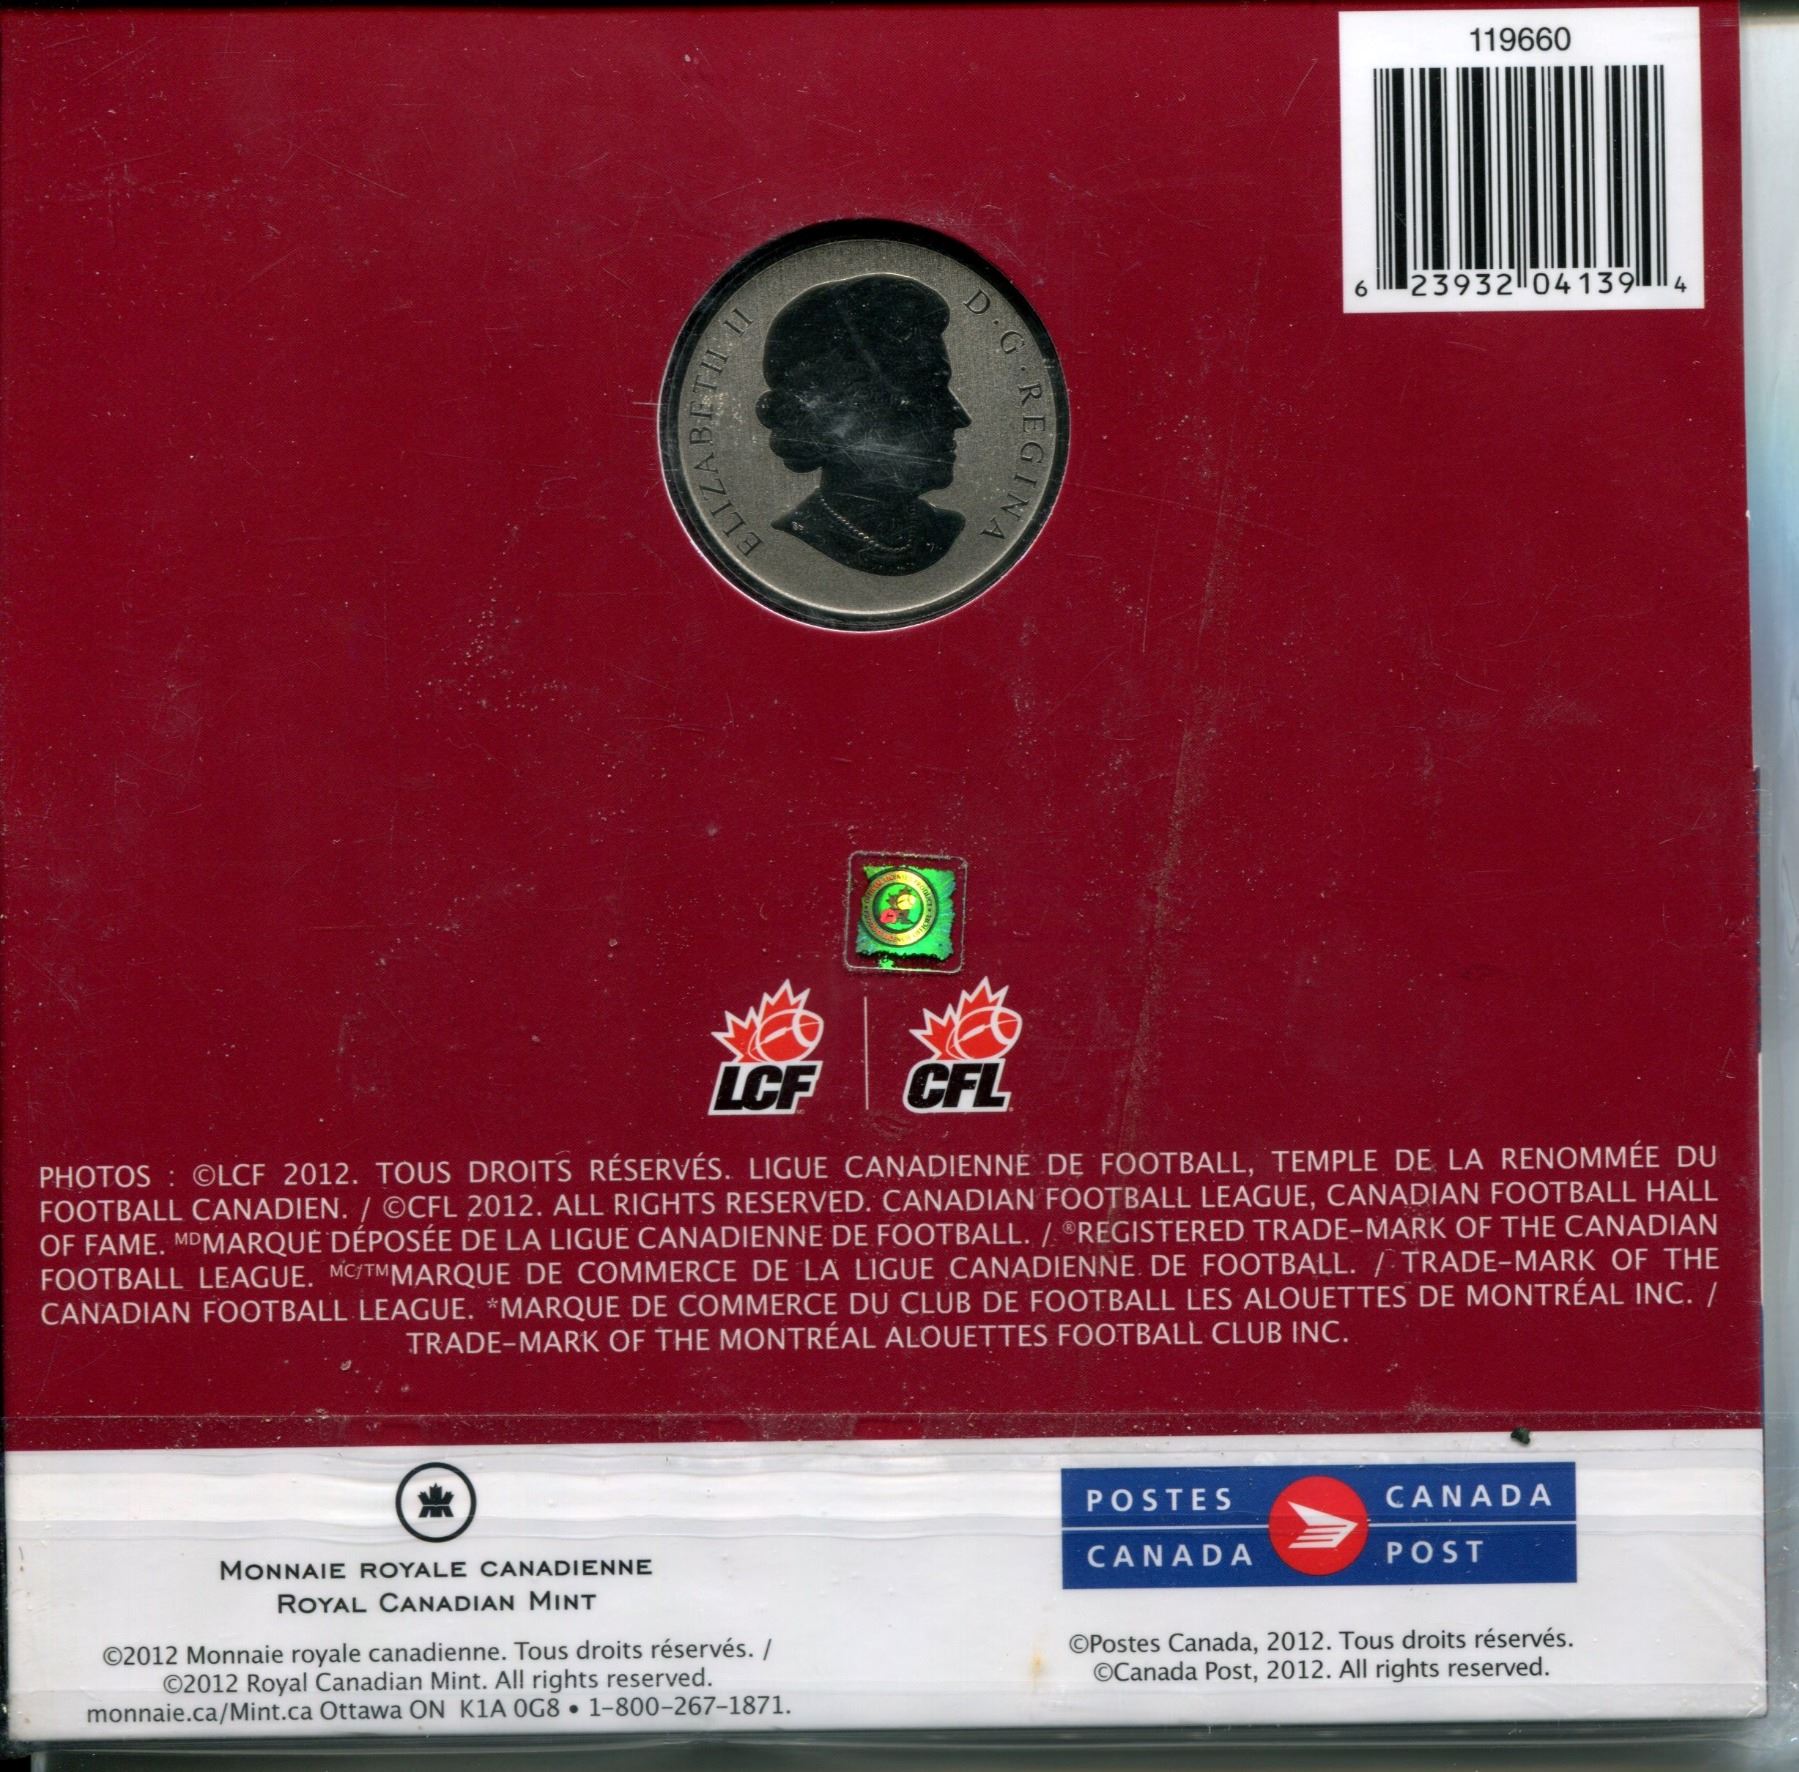 119660
6 23932 04139 4
ELIZABETH II D·G·REGINA
LCF
CFL
PHOTOS : ©LCF 2012. TOUS DROITS RÉSERVÉS. LIGUE CANADIENNE DE FOOTBALL, TEMPLE DE LA RENOMMÉE DU
FOOTBALL CANADIEN. / ©CFL 2012. ALL RIGHTS RESERVED. CANADIAN FOOTBALL LEAGUE, CANADIAN FOOTBALL HALL
OF FAME. MDMARQUE DÉPOSÉE DE LA LIGUE CANADIENNE DE FOOTBALL. / ®REGISTERED TRADE-MARK OF THE CANADIAN
FOOTBALL LEAGUE. MC/TMMARQUE DE COMMERCE DE LA LIGUE CANADIENNE DE FOOTBALL. / TRADE-MARK OF THE
CANADIAN FOOTBALL LEAGUE. *MARQUE DE COMMERCE DU CLUB DE FOOTBALL LES ALOUETTES DE MONTRÉAL INC. /
TRADE-MARK OF THE MONTRÉAL ALOUETTES FOOTBALL CLUB INC.
MONNAIE ROYALE CANADIENNE
ROYAL CANADIAN MINT
©2012 Monnaie royale canadienne. Tous droits réservés. /
©2012 Royal Canadian Mint. All rights reserved.
monnaie.ca/Mint.ca Ottawa ON K1A 0G8 • 1-800-267-1871.
POSTES CANADA
CANADA POST
©Postes Canada, 2012. Tous droits réservés.
©Canada Post, 2012. All rights reserved.